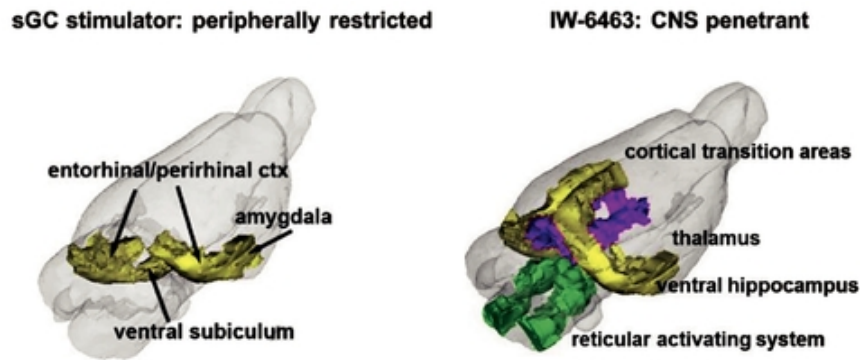 sGC stimulator: peripherally restricted
IW-6463: CNS penetrant
entorhinal/perirhinal ctx
amygdala
ventral subiculum
cortical transition areas
thalamus
ventral hippocampus
reticular activating system